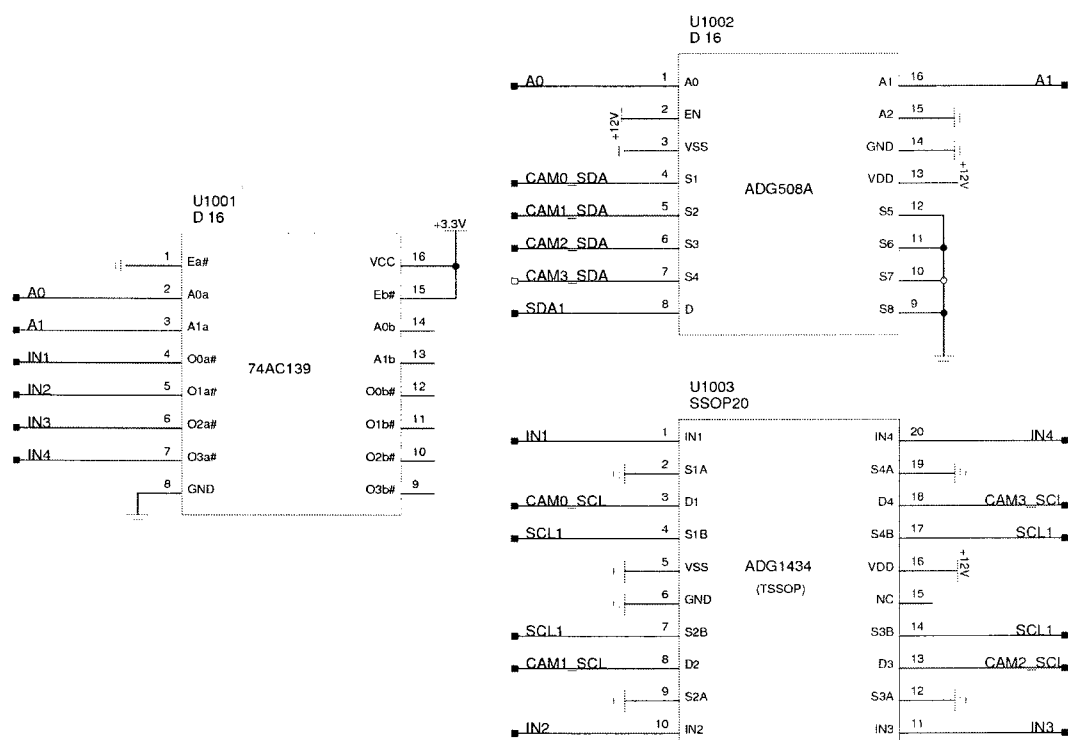 U1002
D 16
A0 1 A0 A1 16 A1
2 EN A2 15
+12V
3 VSS GND 14
CAM0_SDA 4 S1 VDD 13 +12V
ADG508A
CAM1_SDA 5 S2 S5 12
CAM2_SDA 6 S3 S6 11
CAM3_SDA 7 S4 S7 10
SDA1 8 D S8 9
U1001
D 16
+3.3V
1 Ea# VCC 16
A0 2 A0a Eb# 15
A1 3 A1a A0b 14
IN1 4 O0a# A1b 13
74AC139
IN2 5 O1a# O0b# 12
IN3 6 O2a# O1b# 11
IN4 7 O3a# O2b# 10
8 GND O3b# 9
U1003
SSOP20
IN1 1 IN1 IN4 20 IN4
2 S1A S4A 19
CAM0_SCL 3 D1 D4 18 CAM3_SCL
SCL1 4 S1B S4B 17 SCL1
5 VSS ADG1434 VDD 16 +12V
(TSSOP)
6 GND NC 15
SCL1 7 S2B S3B 14 SCL1
CAM1_SCL 8 D2 D3 13 CAM2_SCL
9 S2A S3A 12
IN2 10 IN2 IN3 11 IN3